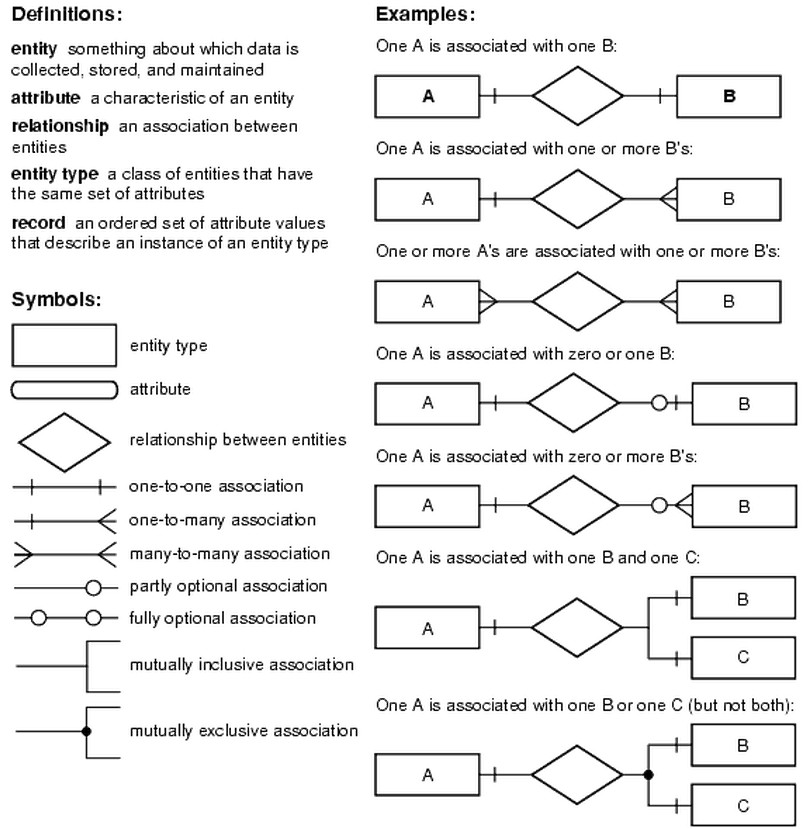 Definitions:
entity something about which data is
collected, stored, and maintained
attribute a characteristic of an entity
relationship an association between
entities
entity type a class of entities that have
the same set of attributes
record an ordered set of attribute values
that describe an instance of an entity type
Symbols:
entity type
attribute
relationship between entities
one-to-one association
one-to-many association
many-to-many association
partly optional association
fully optional association
mutually inclusive association
mutually exclusive association
Examples:
One A is associated with one B:
A B
One A is associated with one or more B's:
A B
One or more A's are associated with one or more B's:
A B
One A is associated with zero or one B:
A B
One A is associated with zero or more B's:
A B
One A is associated with one B and one C:
B
A
C
One A is associated with one B or one C (but not both):
B
A
C